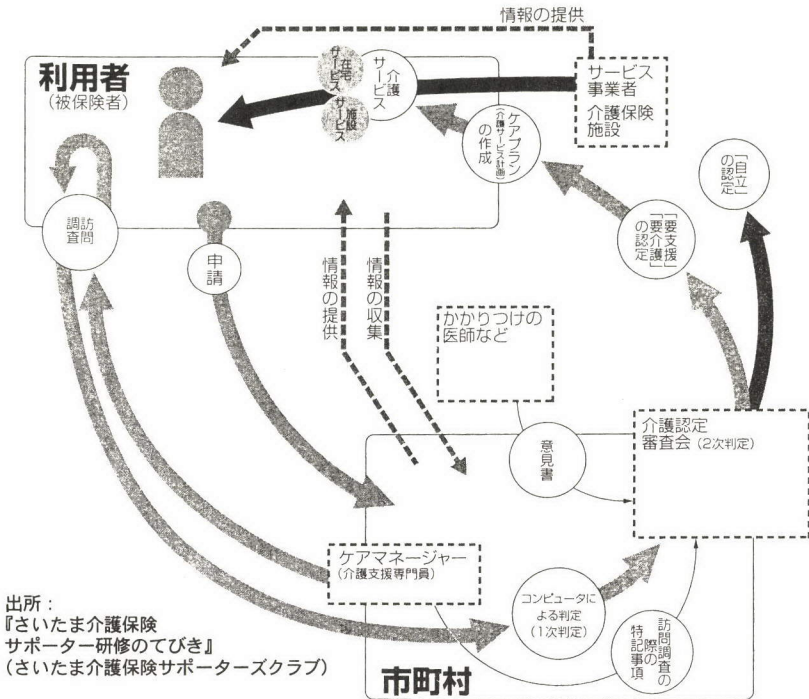 情報の提供
利用者
(被保険者)
在宅
サービス
施設
サービス
介護
サービス
サービス
事業者
介護保険
施設
ケアプラン
(介護サービス計画)
の作成
「自立」
の認定
「要支援」
「要介護」
の認定
訪問
調査
申請
情報の提供
情報の収集
かかりつけの
医師など
意見書
介護認定
審査会(2次判定)
ケアマネージャー
(介護支援専門員)
コンピュータに
よる判定
(1次判定)
訪問調査の
際の
特記事項
市町村
出所:
『さいたま介護保険
サポーター研修のてびき』
(さいたま介護保険サポーターズクラブ)